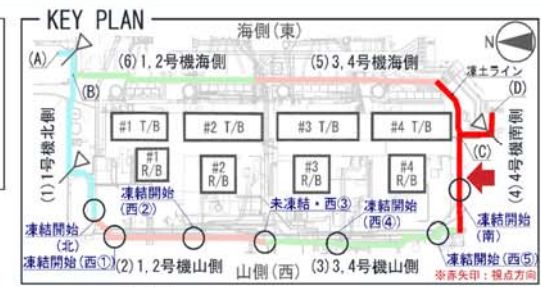 KEY PLAN
海側(東)
N
(A)
(6)1,2号機海側
(5)3,4号機海側
凍土ライン
(B)
(D)
#1 T/B
#2 T/B
#3 T/B
#4 T/B
(C)
(1)1号機北側
(4)4号機南側
#1
R/B
#2
R/B
#3
R/B
#4
R/B
凍結開始
(西②)
未凍結・西③
凍結開始
(西④)
凍結開始
(北)
凍結開始
(南)
凍結開始(西①)
(2)1,2号機山側
山側(西)
(3)3,4号機山側
凍結開始(西⑤)
※赤矢印:視点方向